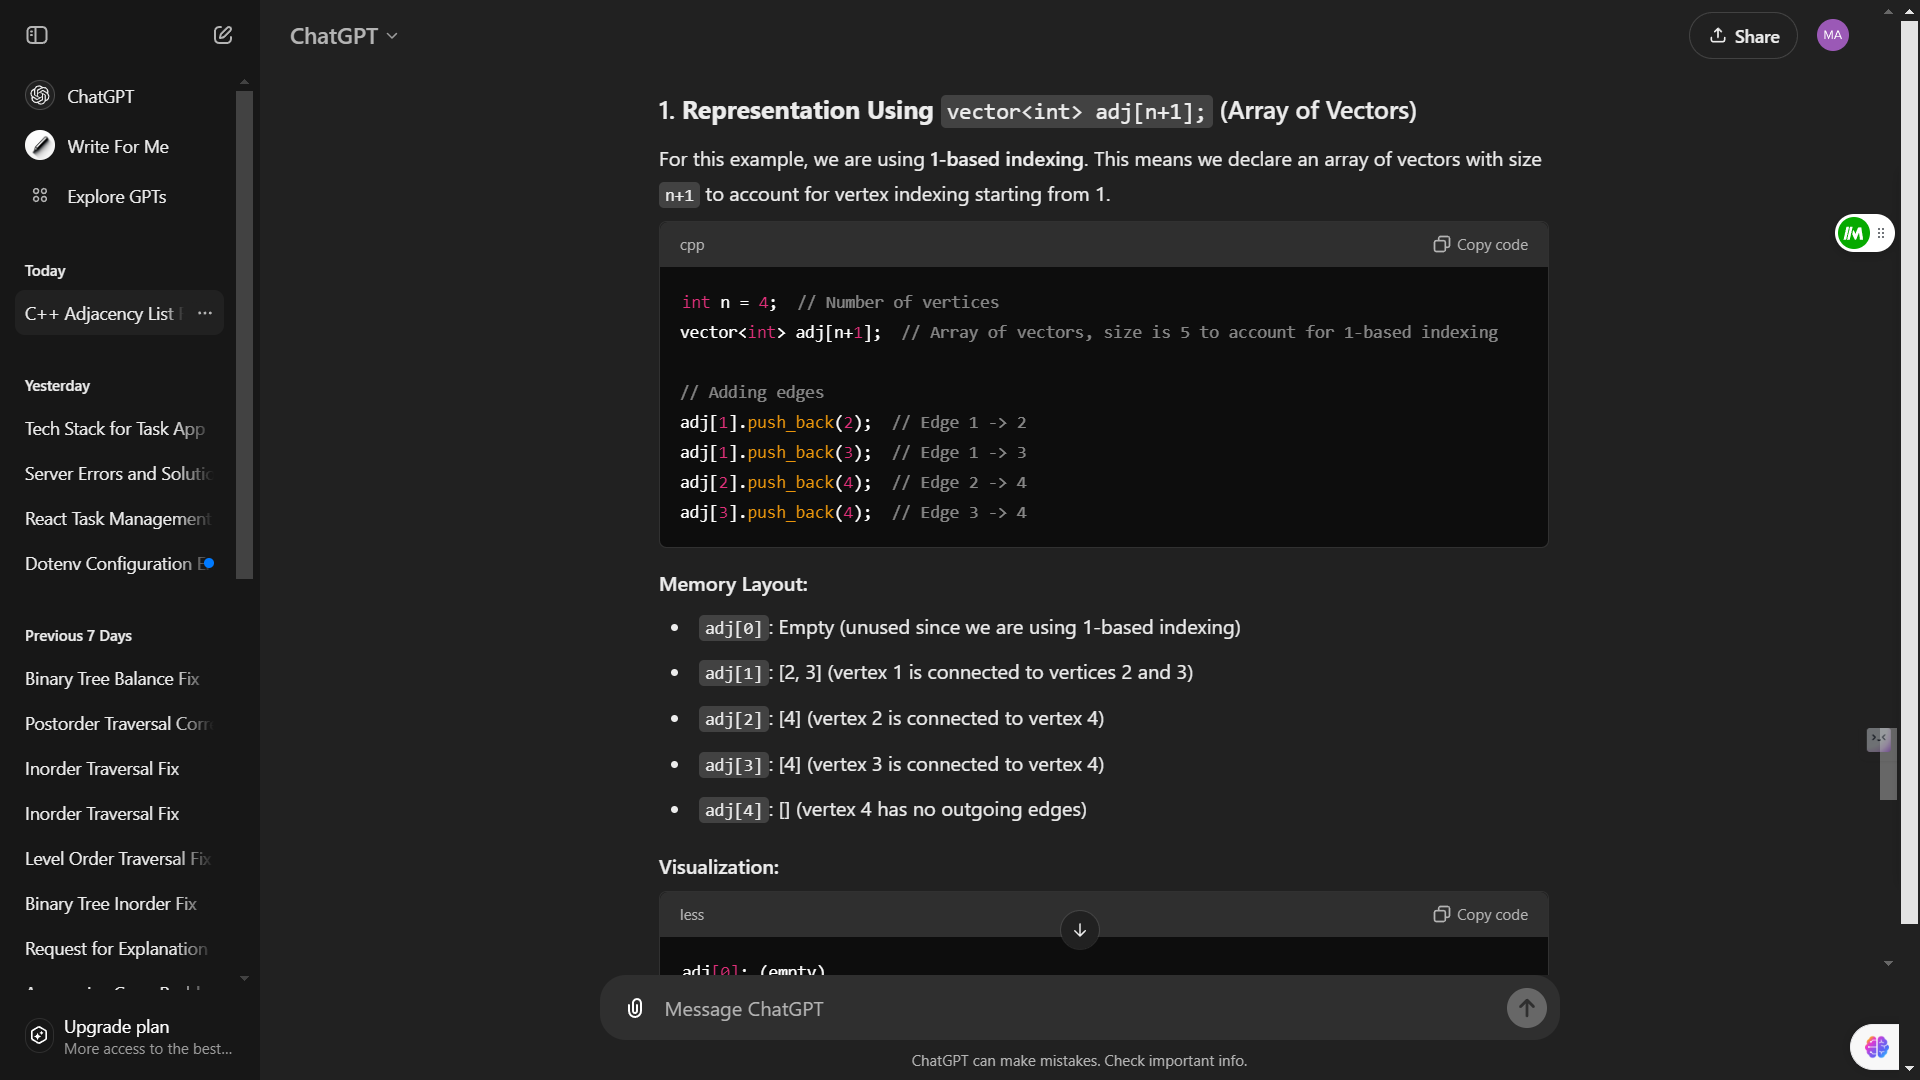 ChatGPT
Share
MA
ChatGPT
Write For Me
Explore GPTs
Today
C++ Adjacency List
Yesterday
Tech Stack for Task App
Server Errors and Solutio
React Task Management
Dotenv Configuration E
Previous 7 Days
Binary Tree Balance Fix
Postorder Traversal Corr
Inorder Traversal Fix
Inorder Traversal Fix
Level Order Traversal Fix
Binary Tree Inorder Fix
Request for Explanation
Upgrade plan
More access to the best...
1. Representation Using vector<int> adj[n+1]; (Array of Vectors)
For this example, we are using 1-based indexing. This means we declare an array of vectors with size
n+1 to account for vertex indexing starting from 1.
cpp
Copy code
int n = 4;  // Number of vertices
vector<int> adj[n+1];  // Array of vectors, size is 5 to account for 1-based indexing
// Adding edges
adj[1].push_back(2);  // Edge 1 -> 2
adj[1].push_back(3);  // Edge 1 -> 3
adj[2].push_back(4);  // Edge 2 -> 4
adj[3].push_back(4);  // Edge 3 -> 4
Memory Layout:
• adj[0]: Empty (unused since we are using 1-based indexing)
• adj[1]: [2, 3] (vertex 1 is connected to vertices 2 and 3)
• adj[2]: [4] (vertex 2 is connected to vertex 4)
• adj[3]: [4] (vertex 3 is connected to vertex 4)
• adj[4]: [] (vertex 4 has no outgoing edges)
Visualization:
less
Copy code
adj[0]: (empty)
Message ChatGPT
ChatGPT can make mistakes. Check important info.